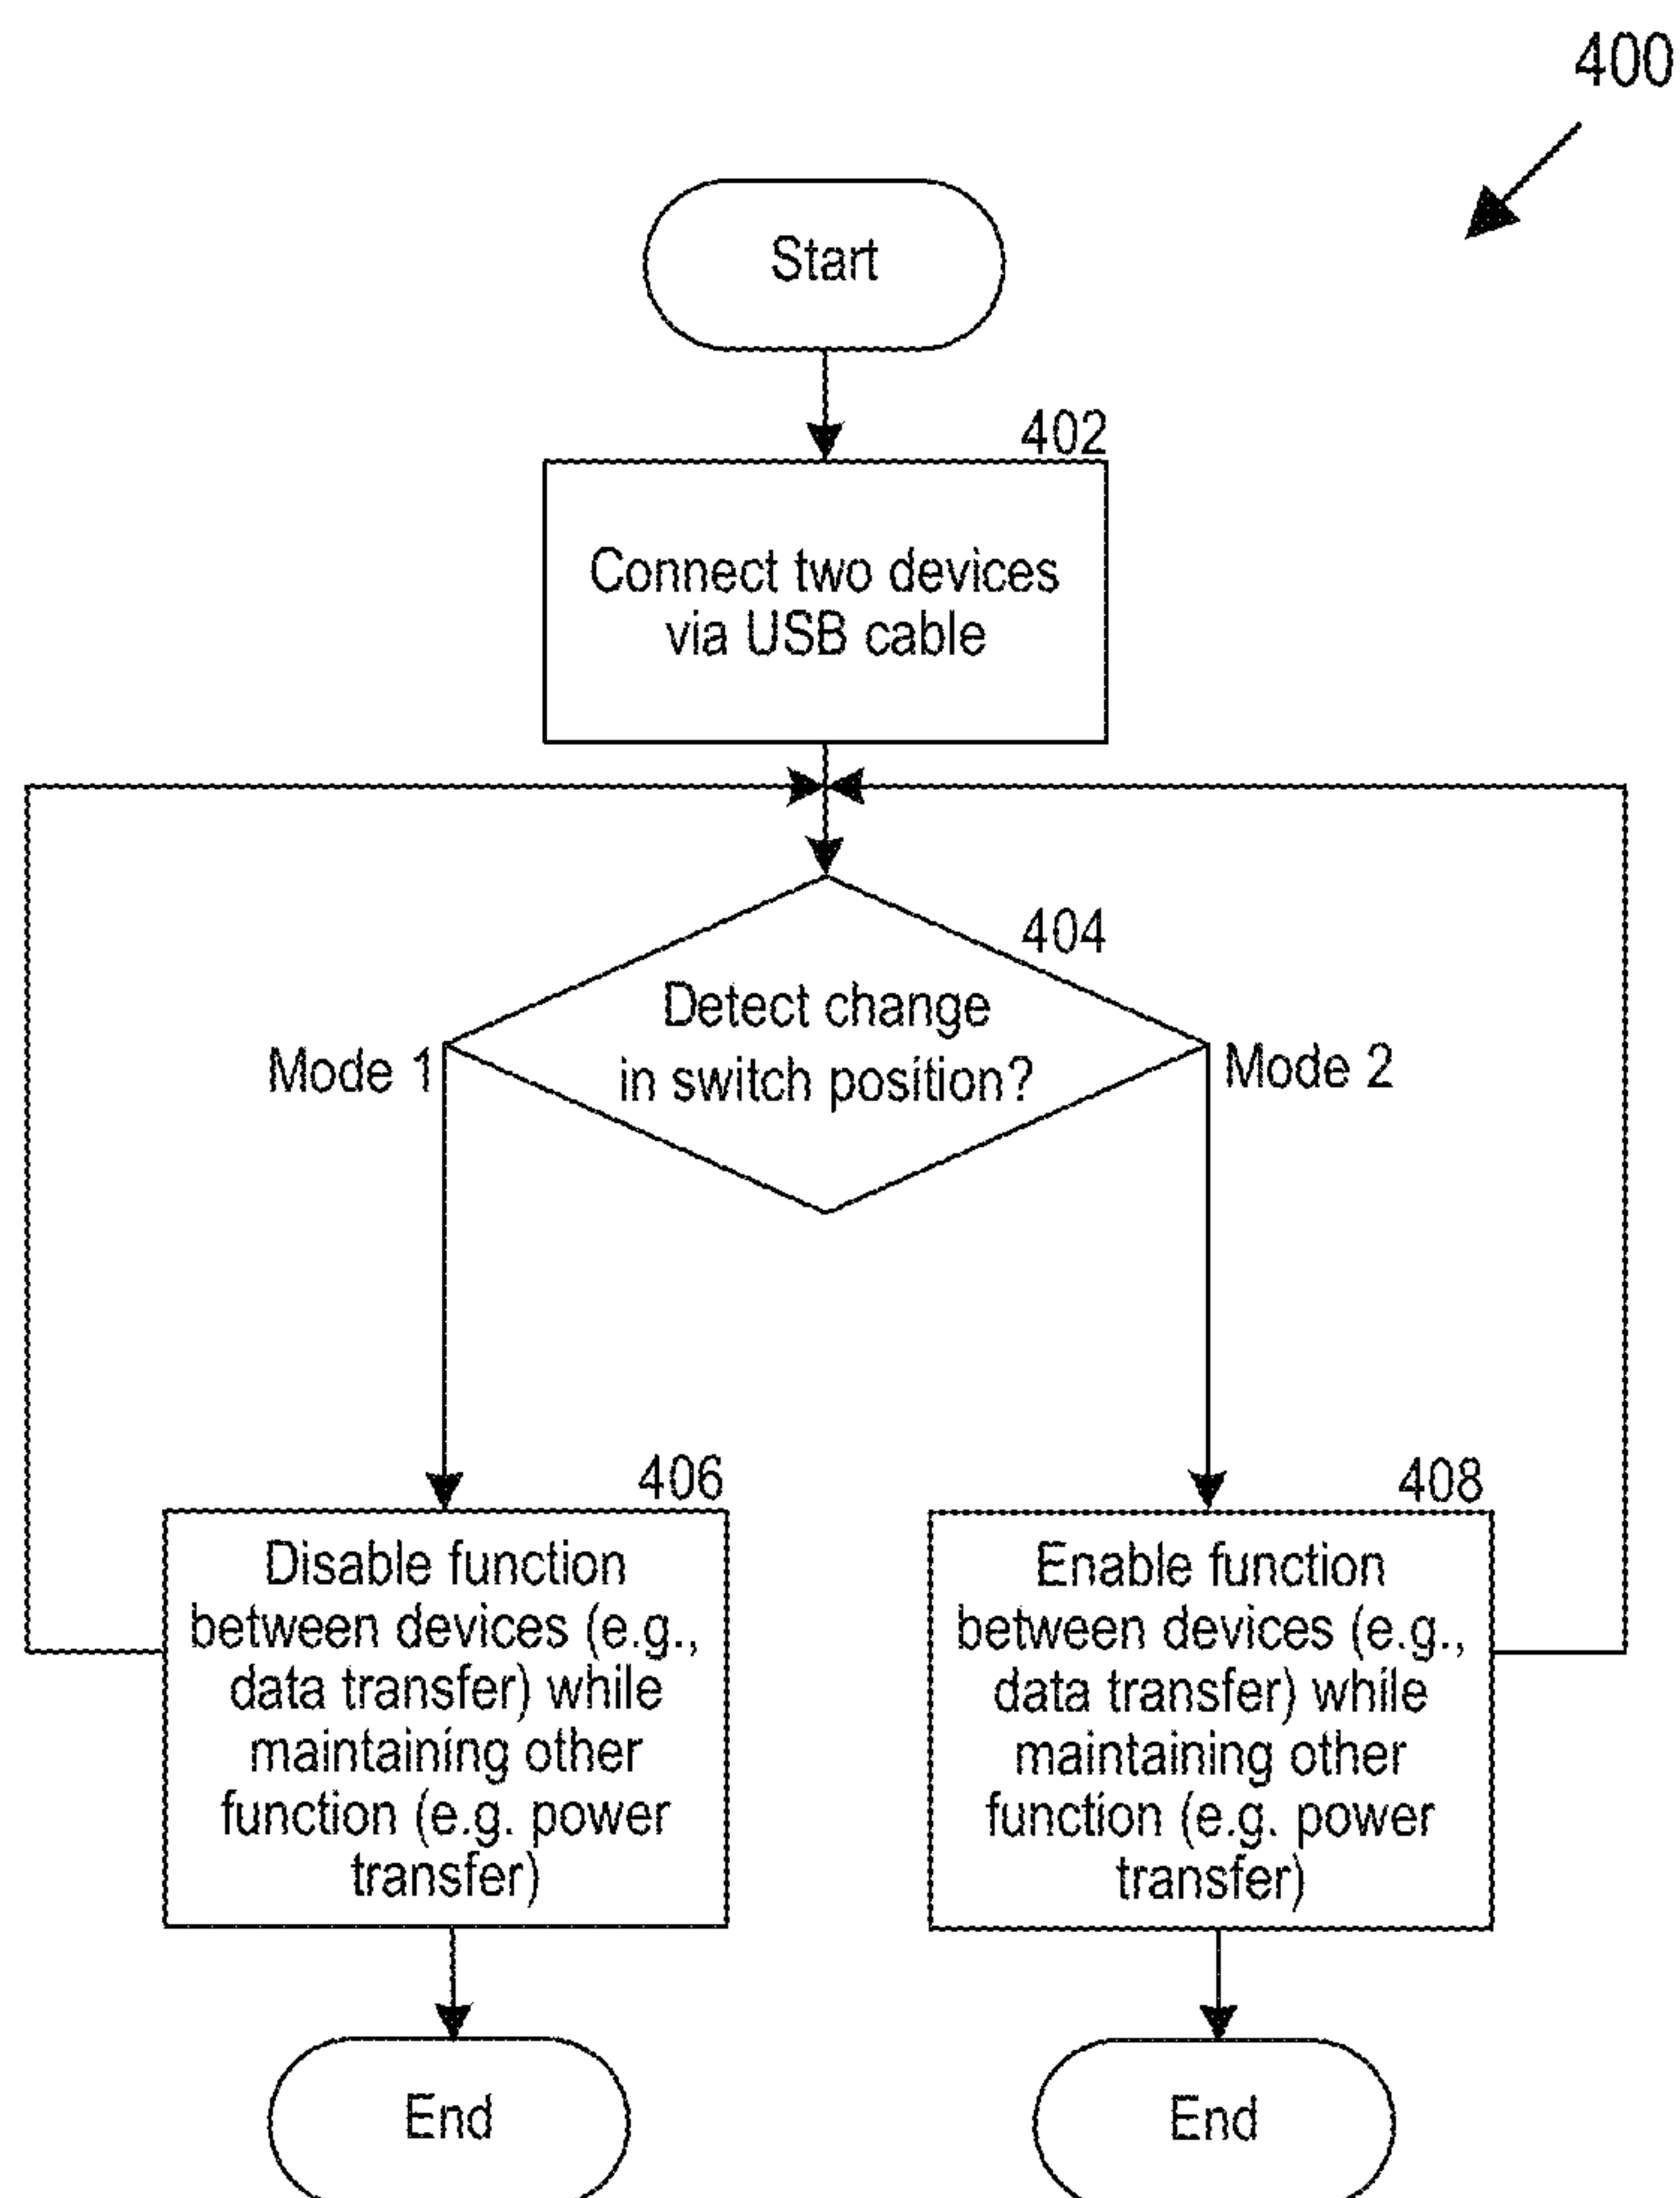 400
Start
402
Connect two devices
via USB cable
404
Detect change
in switch position?
Mode 1
Mode 2
406
Disable function
between devices (e.g.,
data transfer) while
maintaining other
function (e.g. power
transfer)
408
Enable function
between devices (e.g.,
data transfer) while
maintaining other
function (e.g. power
transfer)
End
End